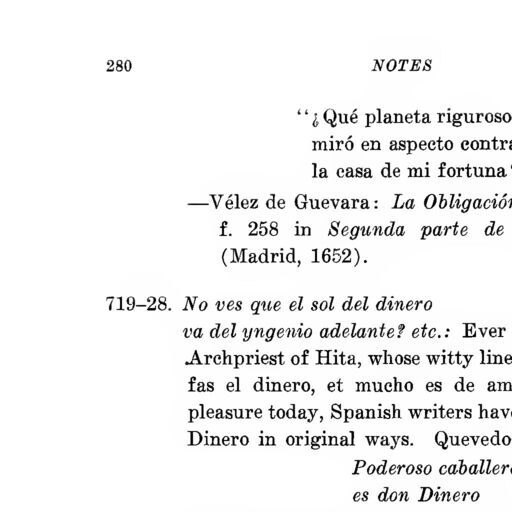 280 NOTES
“¿Qué planeta riguroso
miró en aspecto contra
la casa de mi fortuna
—Vélez de Guevara: La Obligación
f. 258 in Segunda parte de
(Madrid, 1652).
719–28. No ves que el sol del dinero
va del yngenio adelante? etc.: Ever
Archpriest of Hita, whose witty line
fas el dinero, et mucho es de am
pleasure today, Spanish writers hav
Dinero in original ways. Quevedo
Poderoso caballer
es don Dinero